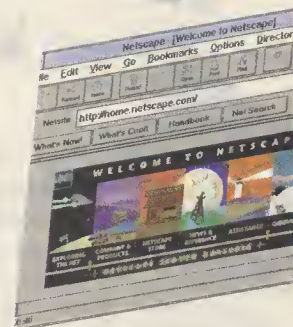 Netscape - [Welcome to Netscape]
File Edit View Go Bookmarks Options Director
Netsite: http://home.netscape.com/
What's New! What's Cool! Handbook Net Search
WELCOME TO NETSCAP
EXPLORING THE NET
COMPANY & PRODUCTS
NETSCAPE STORE
NEWS & REFERENCE
ASSISTANCE